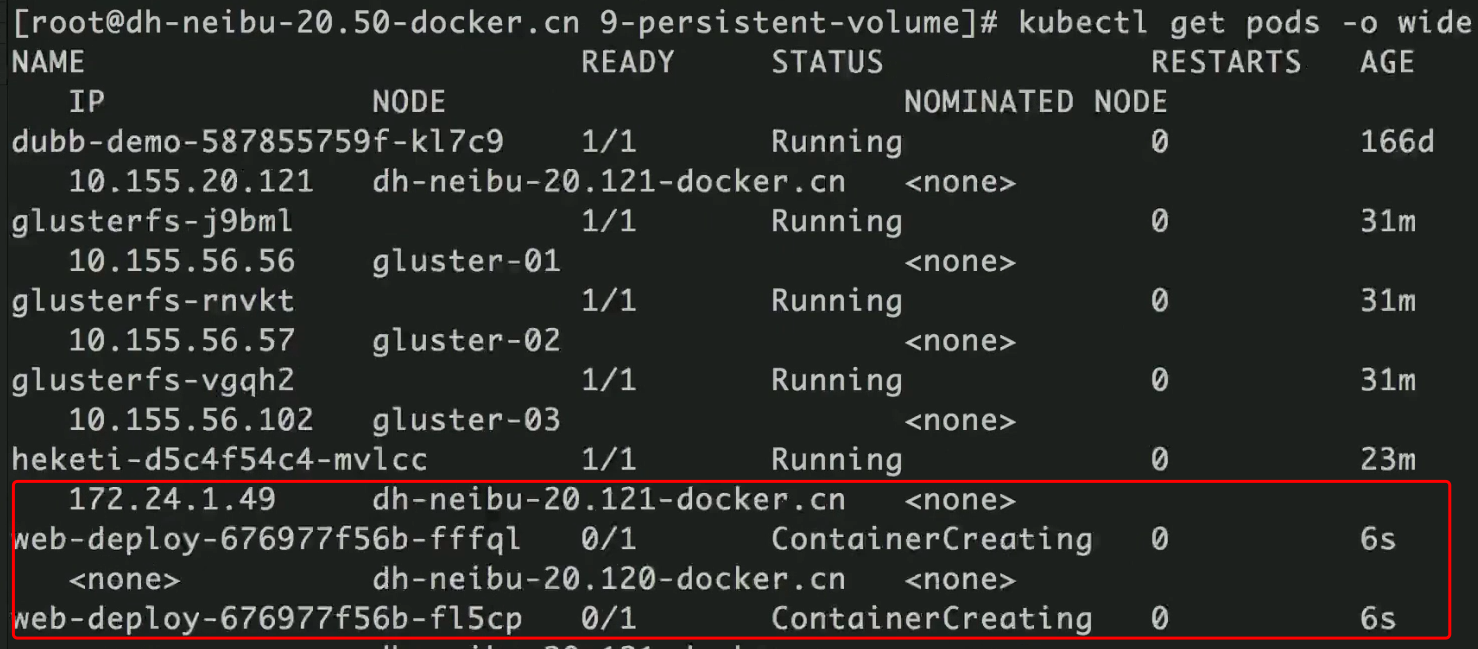 [root@dh-neibu-20.50-docker.cn 9-persistent-volume]# kubectl get pods -o wide
NAME READY STATUS RESTARTS AGE
IP NODE NOMINATED NODE
dubb-demo-587855759f-kl7c9 1/1 Running 0 166d
10.155.20.121 dh-neibu-20.121-docker.cn <none>
glusterfs-j9bml 1/1 Running 0 31m
10.155.56.56 gluster-01 <none>
glusterfs-rnvkt 1/1 Running 0 31m
10.155.56.57 gluster-02 <none>
glusterfs-vgqh2 1/1 Running 0 31m
10.155.56.102 gluster-03 <none>
heketi-d5c4f54c4-mvlcc 1/1 Running 0 23m
172.24.1.49 dh-neibu-20.121-docker.cn <none>
web-deploy-676977f56b-fffql 0/1 ContainerCreating 0 6s
<none> dh-neibu-20.120-docker.cn <none>
web-deploy-676977f56b-fl5cp 0/1 ContainerCreating 0 6s